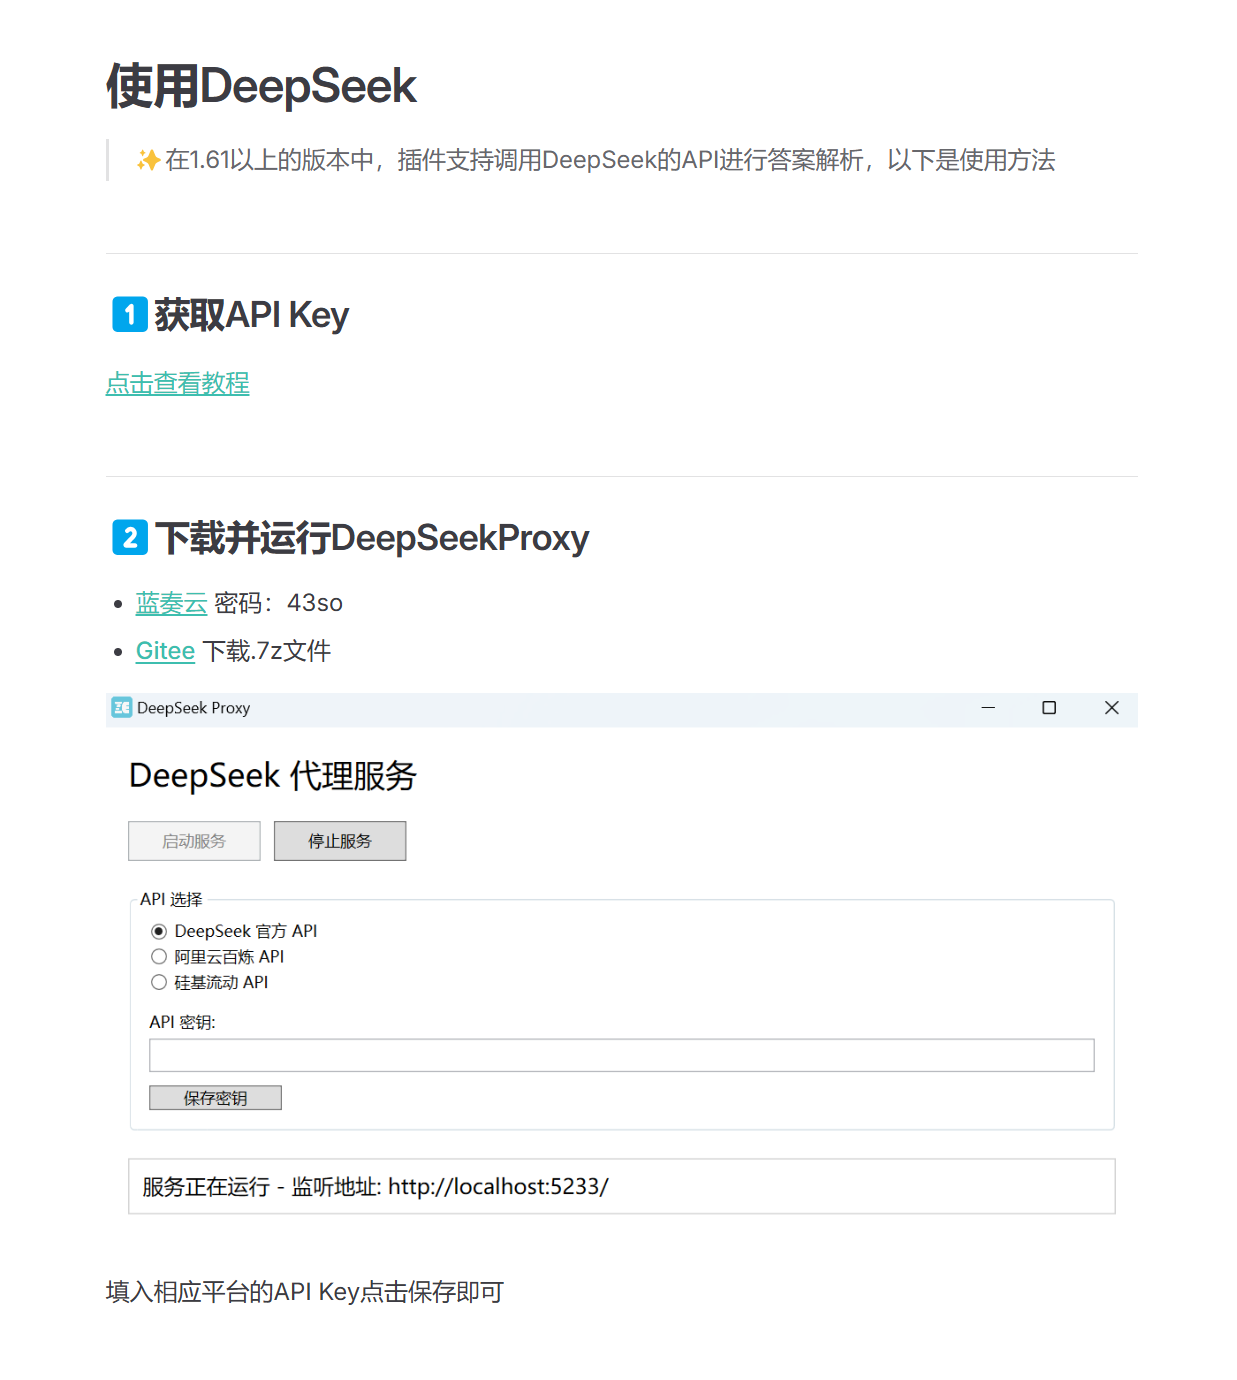 使用DeepSeek
✨在1.61以上的版本中，插件支持调用DeepSeek的API进行答案解析，以下是使用方法
1️⃣获取API Key
点击查看教程
2️⃣下载并运行DeepSeekProxy
蓝奏云 密码：43so
Gitee 下载.7z文件
DeepSeek Proxy
DeepSeek 代理服务
启动服务 停止服务
API 选择
DeepSeek 官方 API
阿里云百炼 API
硅基流动 API
API 密钥:
保存密钥
服务正在运行 - 监听地址: http://localhost:5233/
填入相应平台的API Key点击保存即可